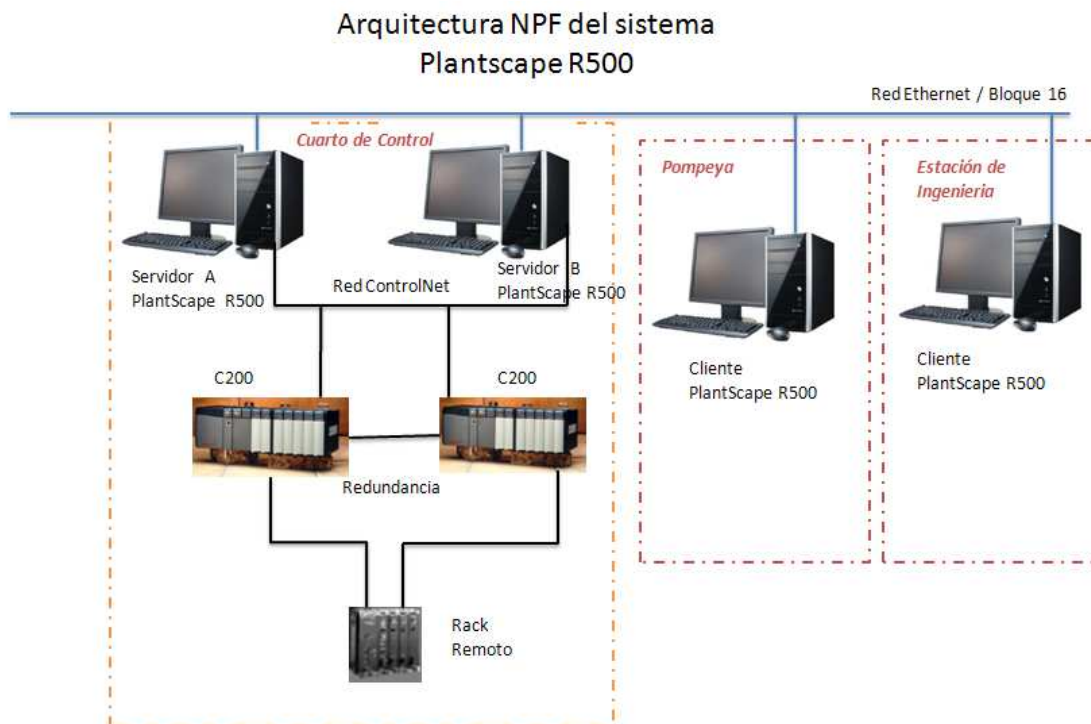 Arquitectura NPF del sistema
Plantscape R500
Red Ethernet / Bloque 16
Cuarto de Control
Pompeya
Estación de
Ingenieria
Servidor A
PlantScape R500
Red ControlNet
Servidor B
PlantScape R500
Cliente
PlantScape R500
Cliente
PlantScape R500
C200
C200
Redundancia
Rack
Remoto